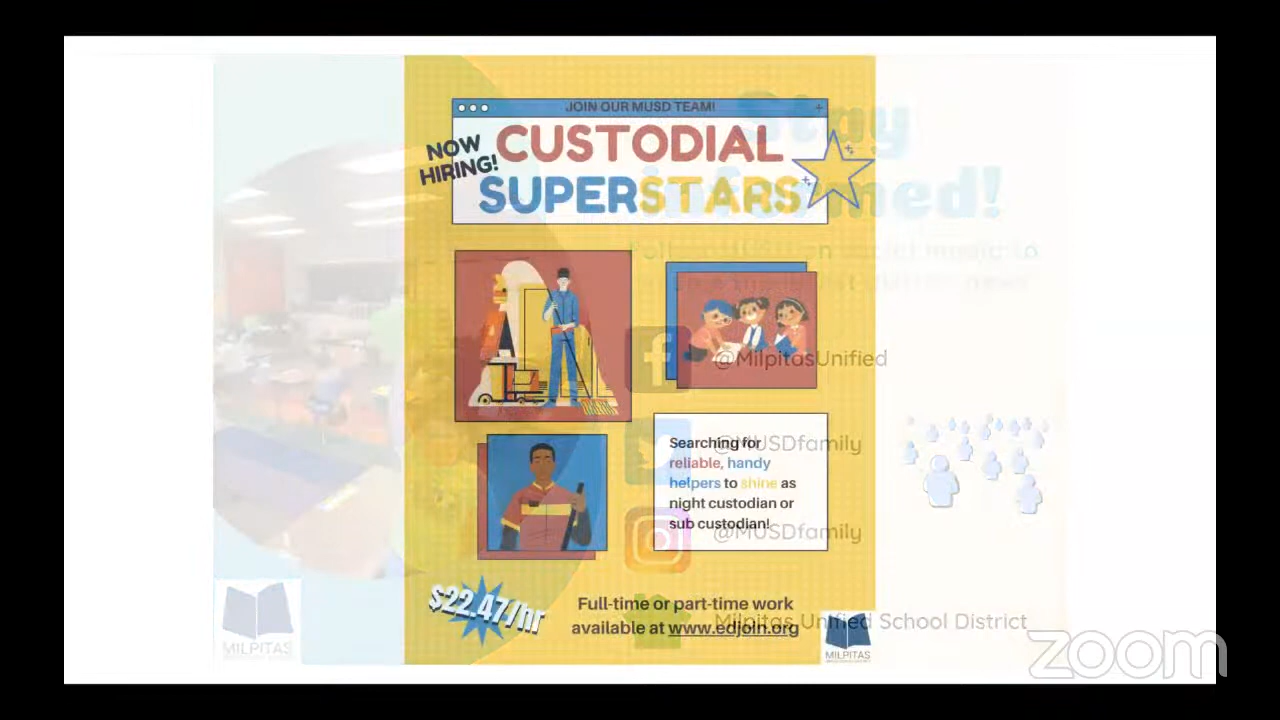 JOIN OUR MUSD TEAM!
NOW
HIRING!
CUSTODIAL
SUPERSTARS
Stay
informed!
@MilpitasUnified
Searching for
reliable, handy
helpers to shine as
night custodian or
sub custodian!
@MUSDfamily
@MUSDfamily
$22.47/hr
Full-time or part-time work
available at www.edjoin.org
Milpitas Unified School District
MILPITAS
MILPITAS
zoom